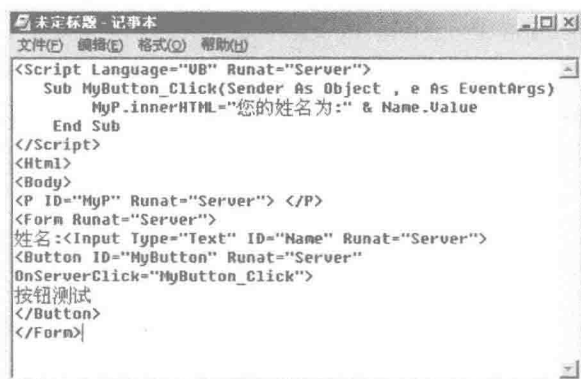 未定标题 - 记事本
文件(F) 编辑(E) 格式(O) 帮助(H)
<Script Language="VB" Runat="Server">
Sub MyButton_Click(Sender As Object , e As EventArgs)
MyP.innerHTML="您的姓名为:" & Name.Value
End Sub
</Script>
<Html>
<Body>
<P ID="MyP" Runat="Server"> </P>
<Form Runat="Server">
姓名:<Input Type="Text" ID="Name" Runat="Server">
<Button ID="MyButton" Runat="Server"
OnServerClick="MyButton_Click">
按钮测试
</Button>
</Form>